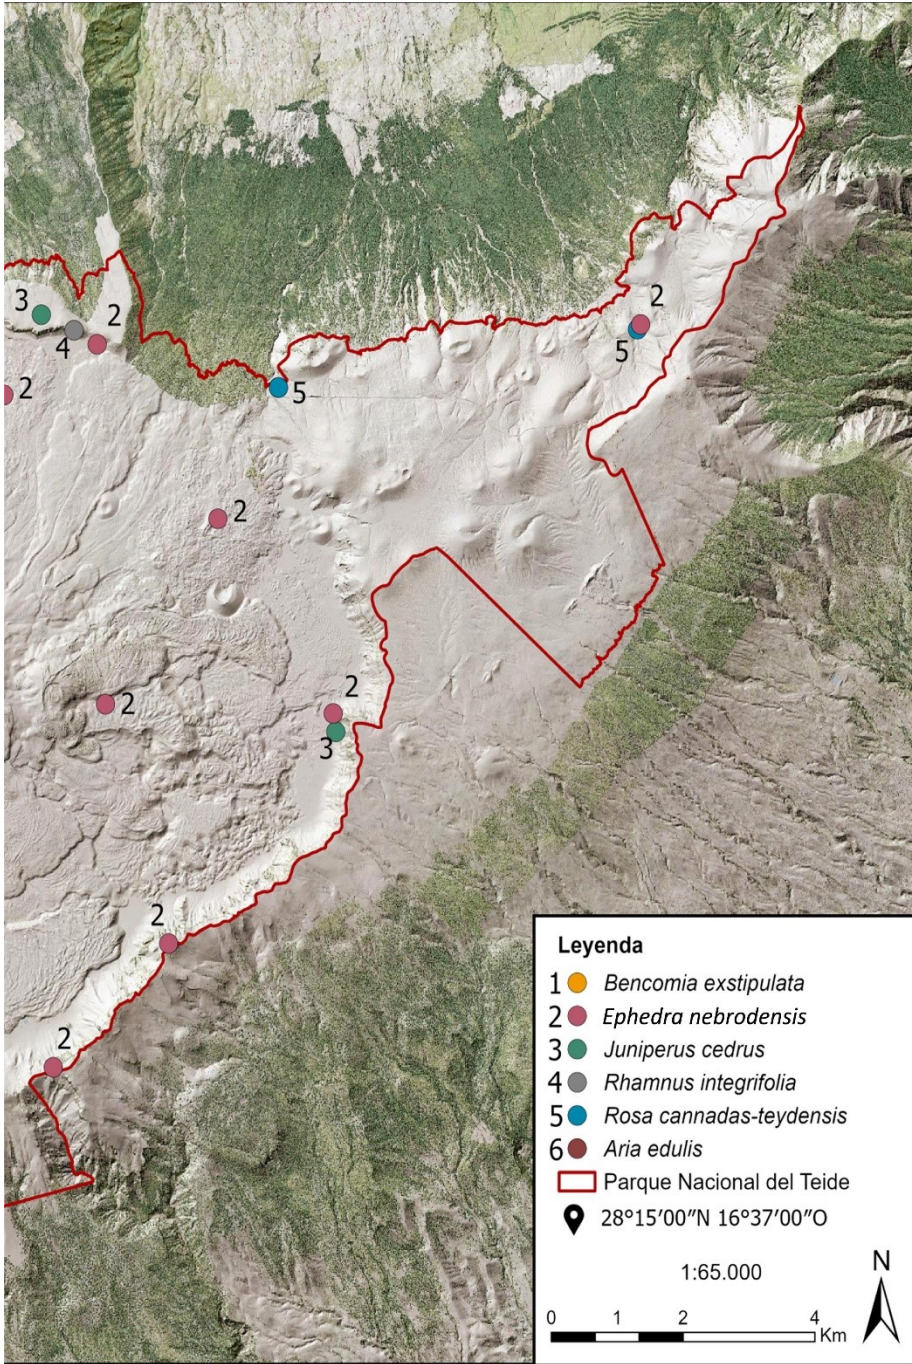 2
5
3
2
4
2
5
2
2
2
3
2
2
Leyenda
1 Bencomia exstipulata
2 Ephedra nebrodensis
3 Juniperus cedrus
4 Rhamnus integrifolia
5 Rosa cannadas-teydensis
6 Aria edulis
Parque Nacional del Teide
28°15′00″N 16°37′00″O
1:65.000
N
0 1 2 4
Km